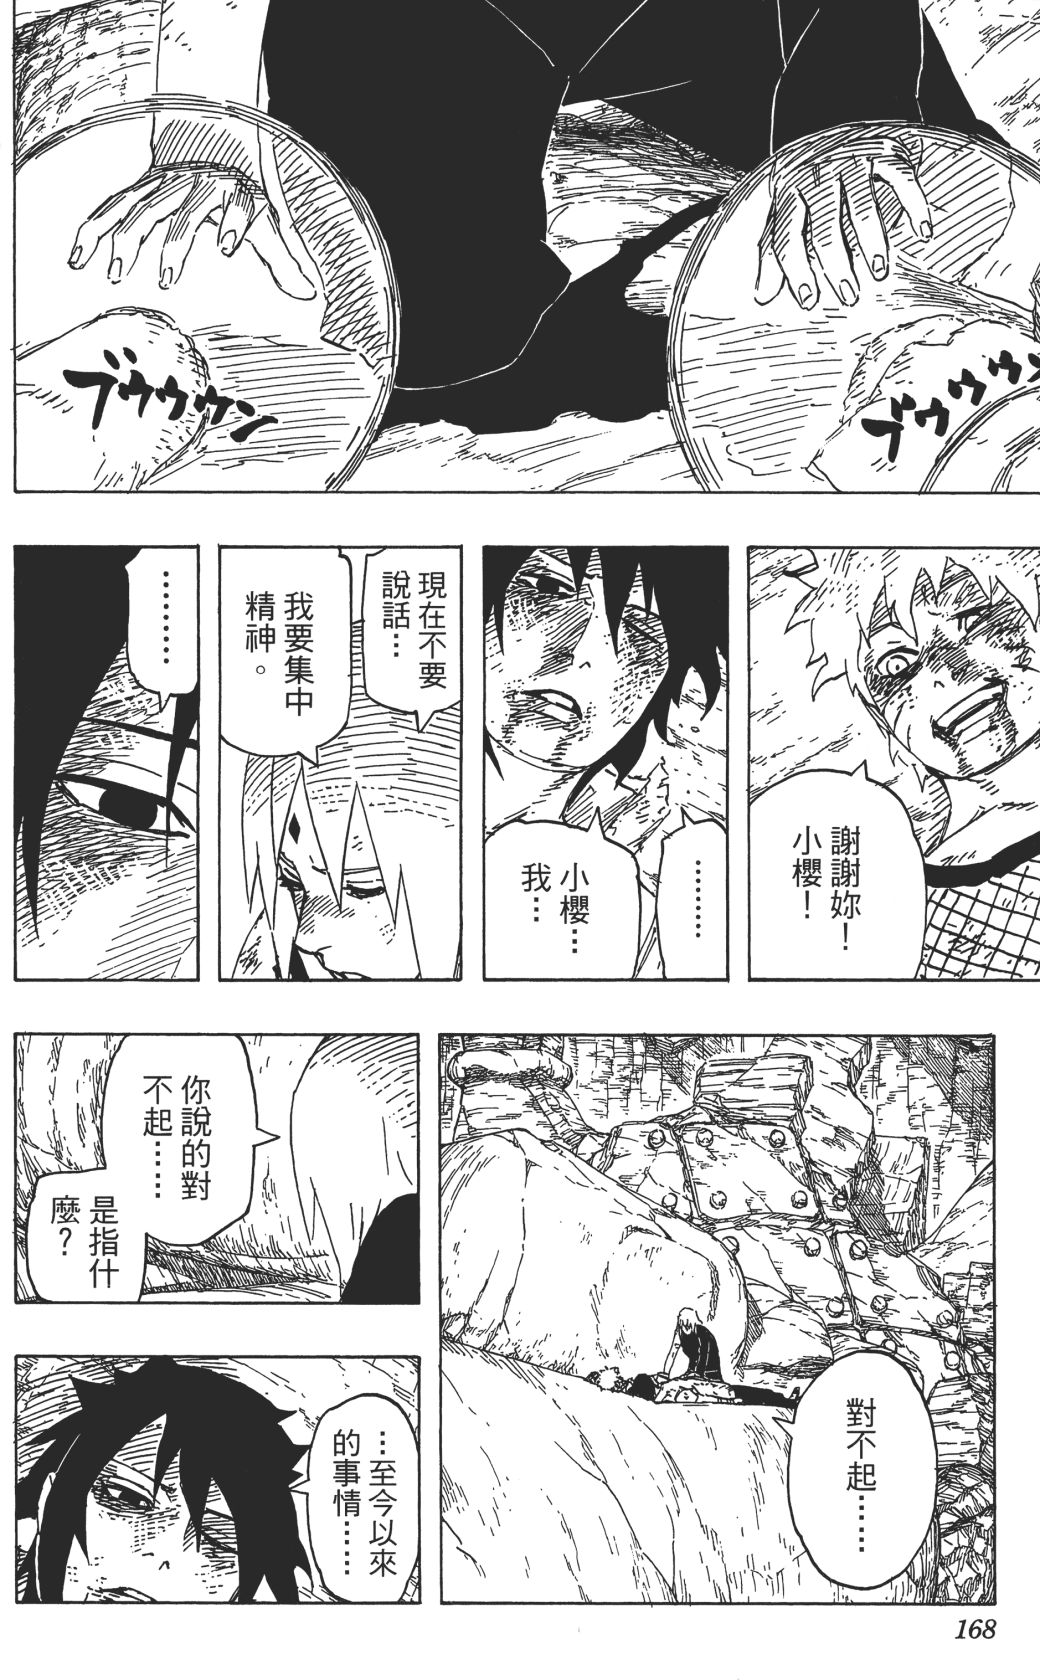 ブウウウン
ブウウウン
謝謝妳！
小櫻！
………
小櫻…
我…
現在不要
說話…
我要集中
精神。
………
對不起……
你說的對
不起……
是指什
麼？
…至今以來
的事情……
168